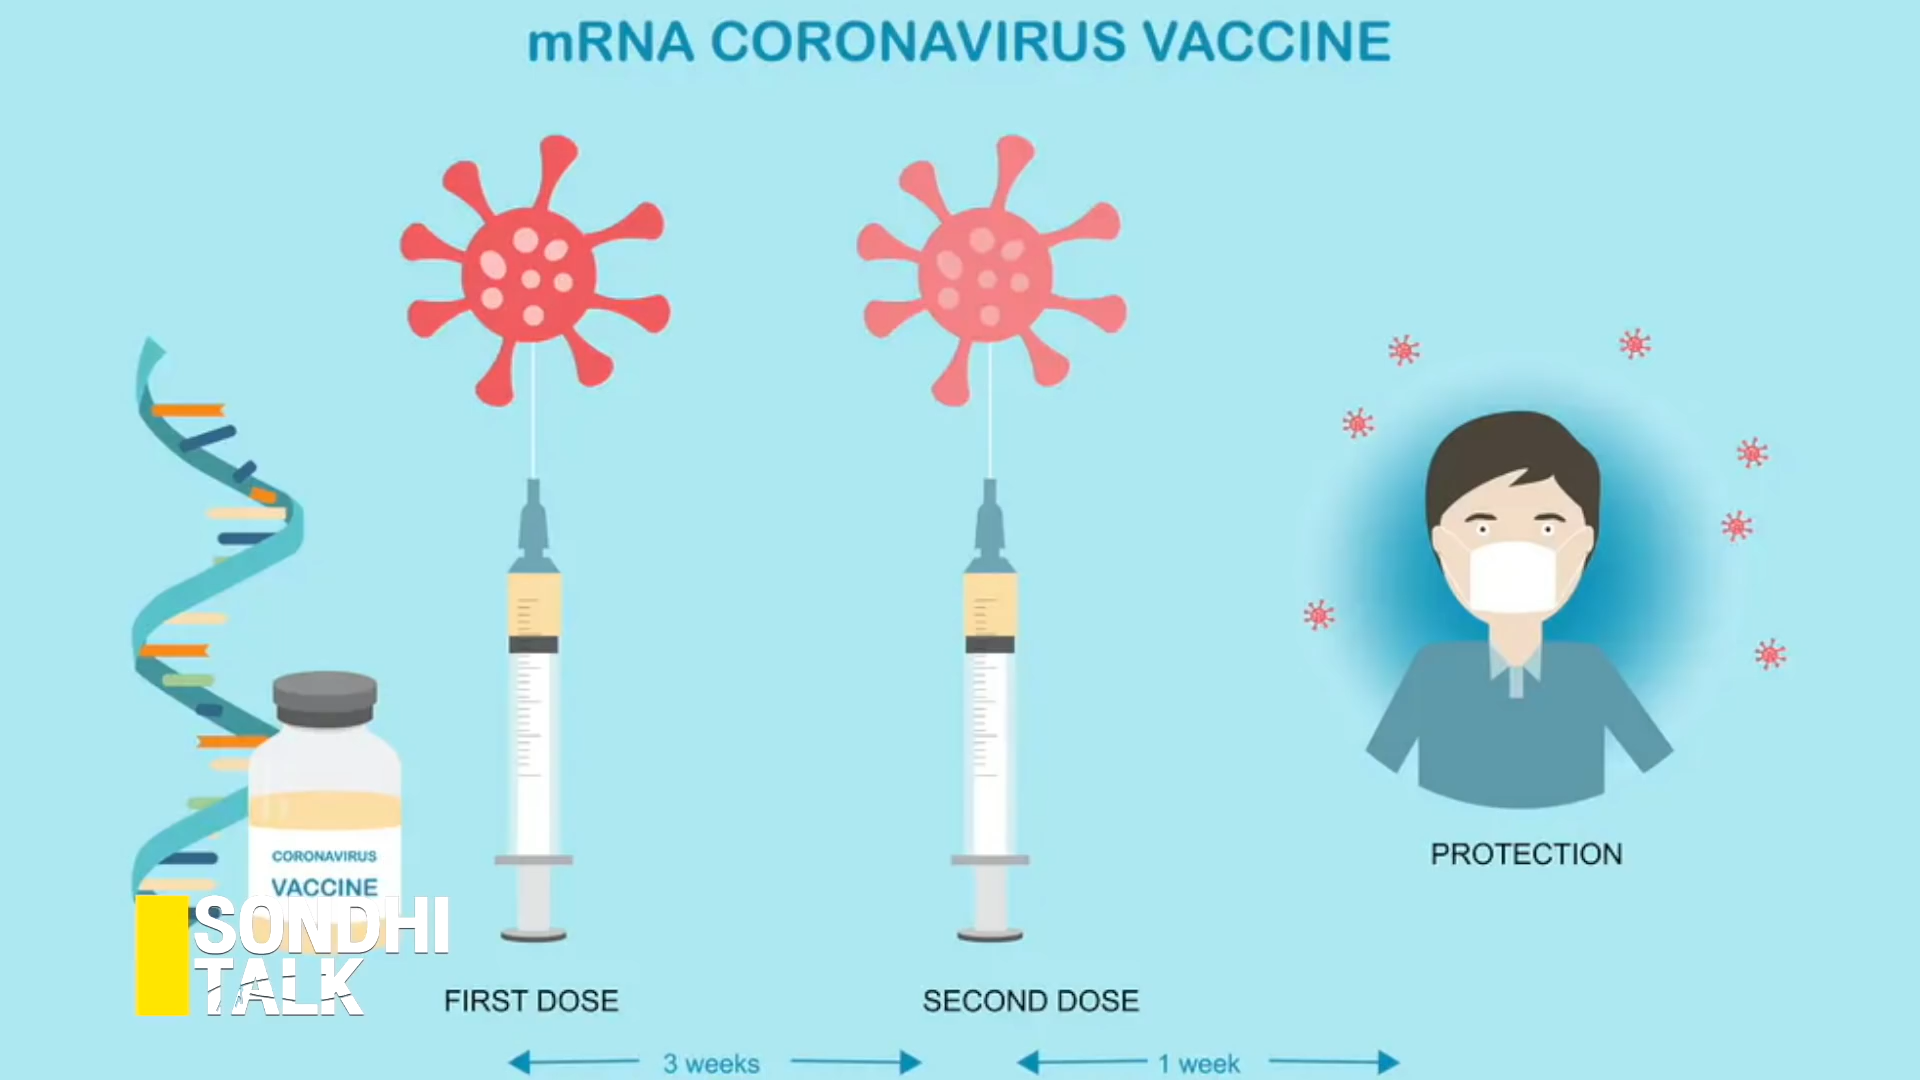 mRNA CORONAVIRUS VACCINE
CORONAVIRUS
VACCINE
SONDHI
TALK
FIRST DOSE
SECOND DOSE
PROTECTION
3 weeks
1 week